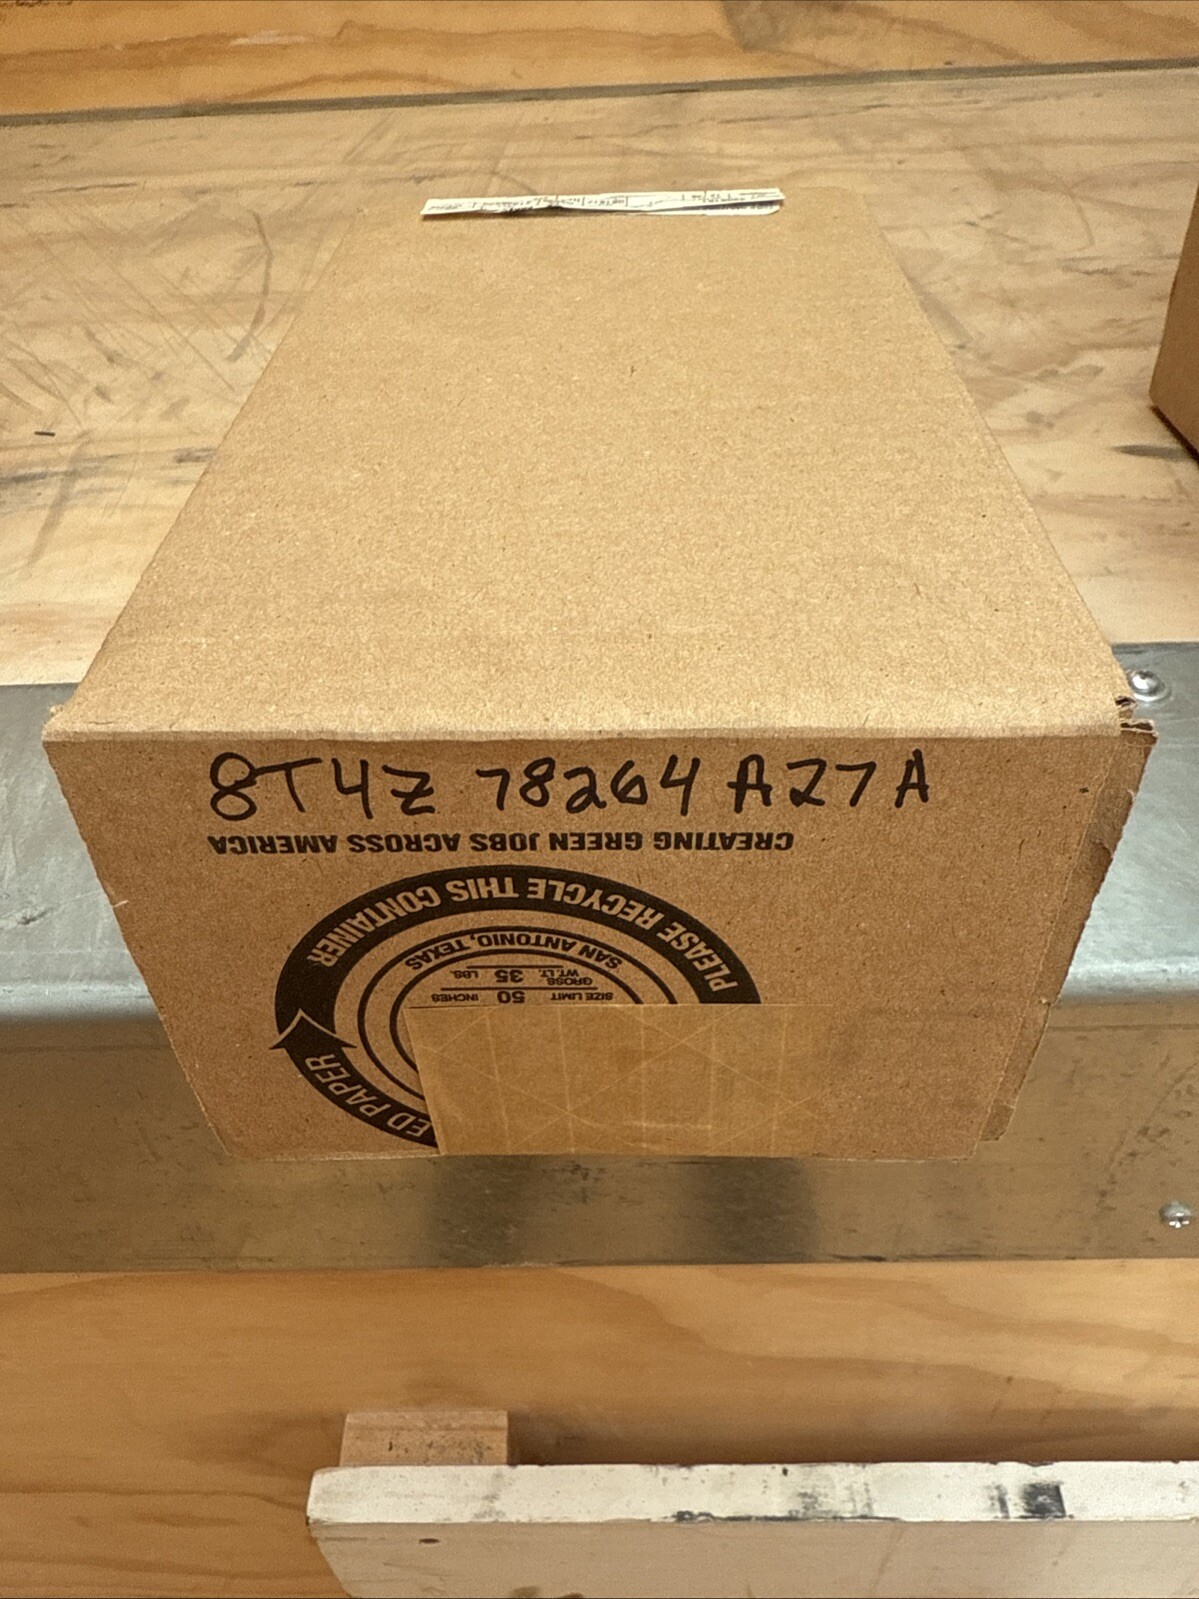 8T4Z 78264 A27A
CREATING GREEN JOBS ACROSS AMERICA
PLEASE RECYCLE THIS CONTAINER
SAN ANTONIO, TEXAS
SIZE LIMIT 50 INCHES
GROSS WT. LT. 35 LBS.
ED PAPER